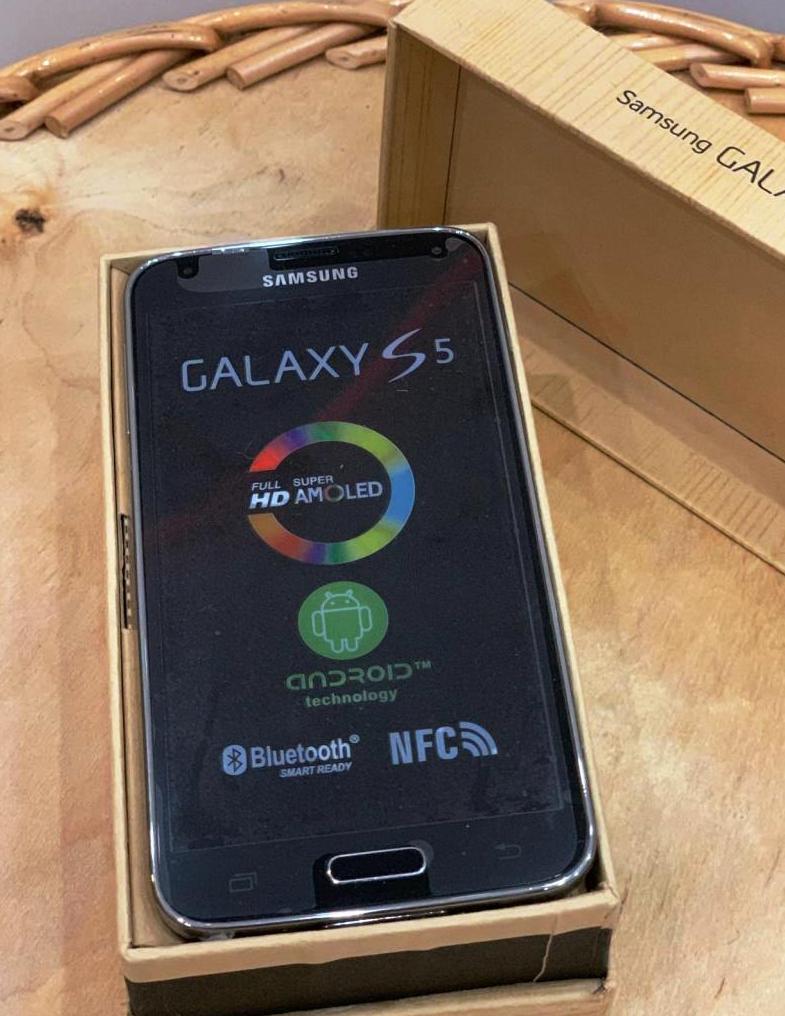 Samsung GALA
SAMSUNG
GALAXY S5
FULL SUPER
HD AMOLED
ANDROID™
technology
Bluetooth®
SMART READY
NFC